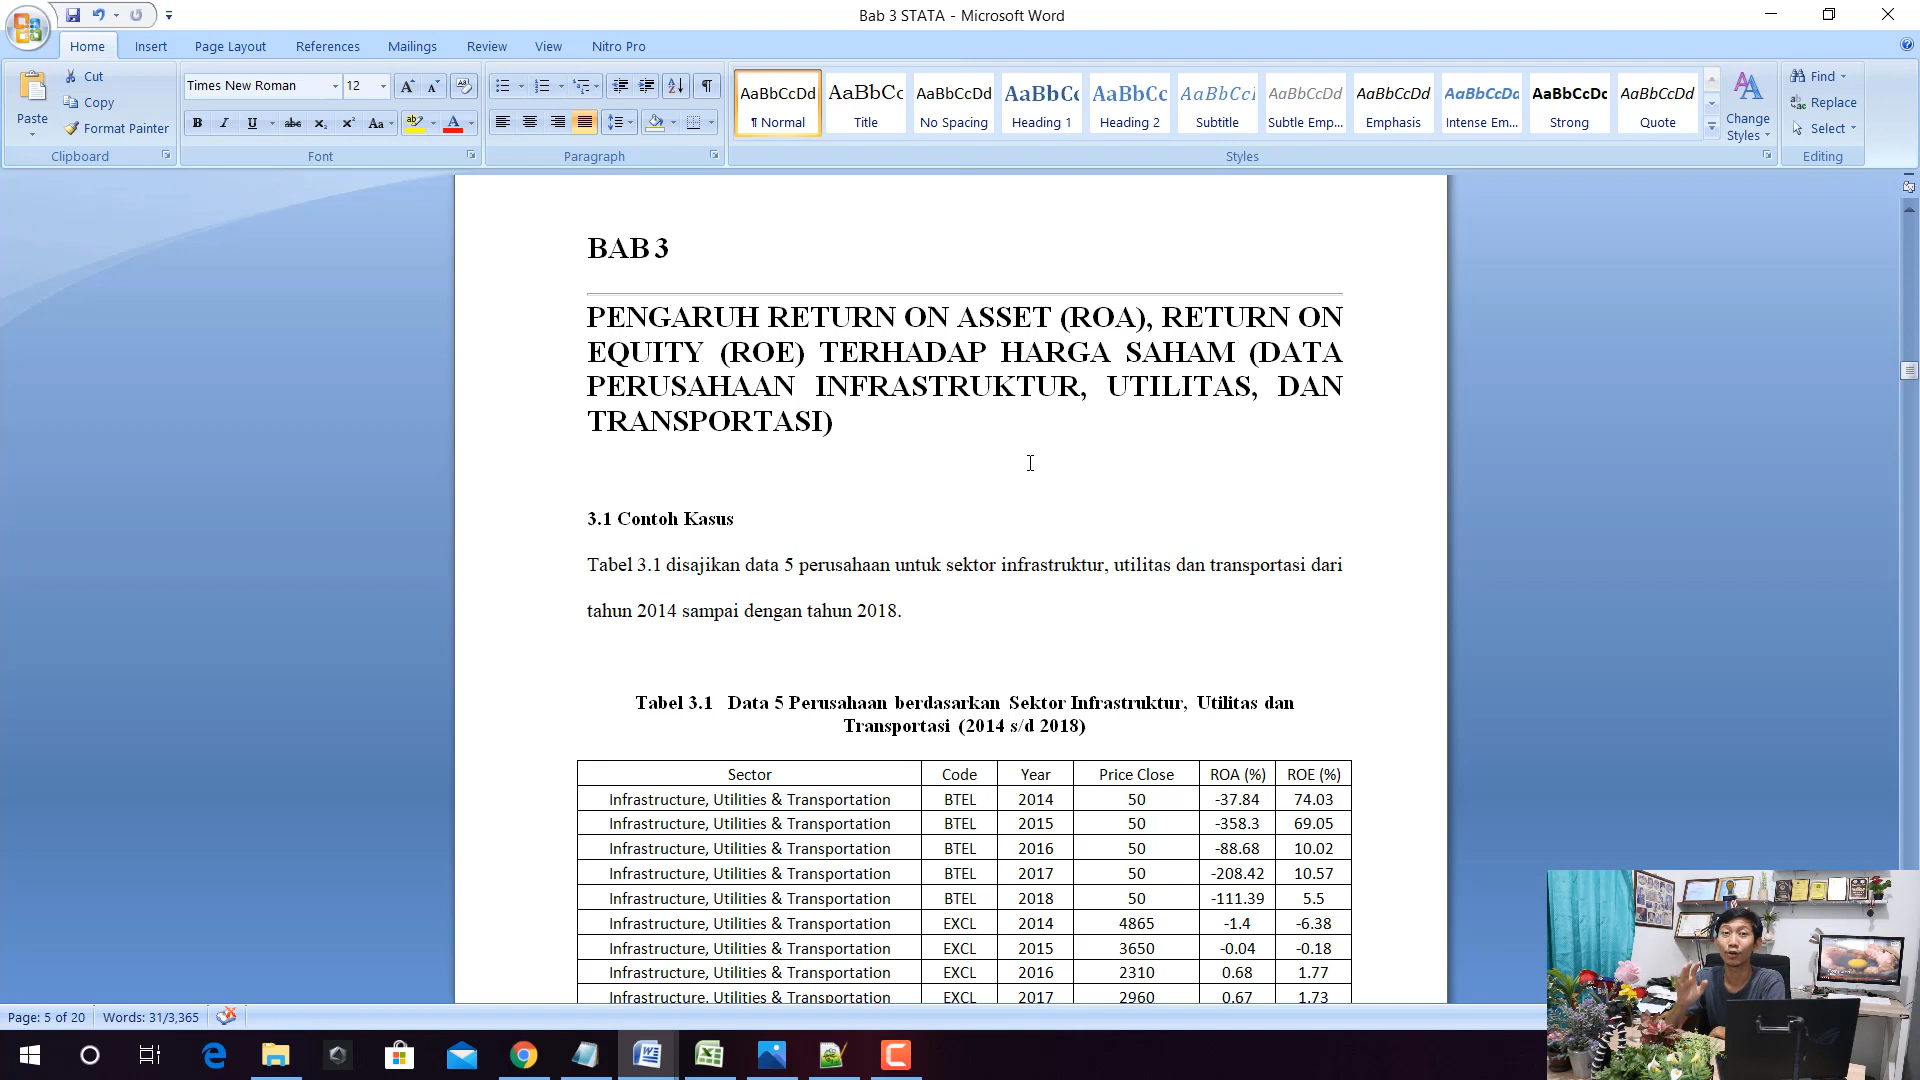 Bab 3 STATA - Microsoft Word
Home Insert Page Layout References Mailings Review View Nitro Pro
Paste
Cut
Copy
Format Painter
Clipboard
Times New Roman 12
B I U abc x₂ x² Aa
Font
Paragraph
AaBbCcDd AaBbCc AaBbCcDd AaBbCc AaBbCc AaBbCcI AaBbCcDd AaBbCcDd AaBbCcDd AaBbCcDd AaBbCcDd
¶ Normal Title No Spacing Heading 1 Heading 2 Subtitle Subtle Emp... Emphasis Intense Em... Strong Quote
Change Styles
Styles
Find
Replace
Select
Editing
BAB 3
PENGARUH RETURN ON ASSET (ROA), RETURN ON
EQUITY (ROE) TERHADAP HARGA SAHAM (DATA
PERUSAHAAN INFRASTRUKTUR, UTILITAS, DAN
TRANSPORTASI)
3.1 Contoh Kasus
Tabel 3.1 disajikan data 5 perusahaan untuk sektor infrastruktur, utilitas dan transportasi dari
tahun 2014 sampai dengan tahun 2018.
Tabel 3.1 Data 5 Perusahaan berdasarkan Sektor Infrastruktur, Utilitas dan
Transportasi (2014 s/d 2018)
Sector Code Year Price Close ROA (%) ROE (%)
Infrastructure, Utilities & Transportation BTEL 2014 50 -37.84 74.03
Infrastructure, Utilities & Transportation BTEL 2015 50 -358.3 69.05
Infrastructure, Utilities & Transportation BTEL 2016 50 -88.68 10.02
Infrastructure, Utilities & Transportation BTEL 2017 50 -208.42 10.57
Infrastructure, Utilities & Transportation BTEL 2018 50 -111.39 5.5
Infrastructure, Utilities & Transportation EXCL 2014 4865 -1.4 -6.38
Infrastructure, Utilities & Transportation EXCL 2015 3650 -0.04 -0.18
Infrastructure, Utilities & Transportation EXCL 2016 2310 0.68 1.77
Infrastructure, Utilities & Transportation EXCL 2017 2960 0.67 1.73
Page: 5 of 20 Words: 31/3,365